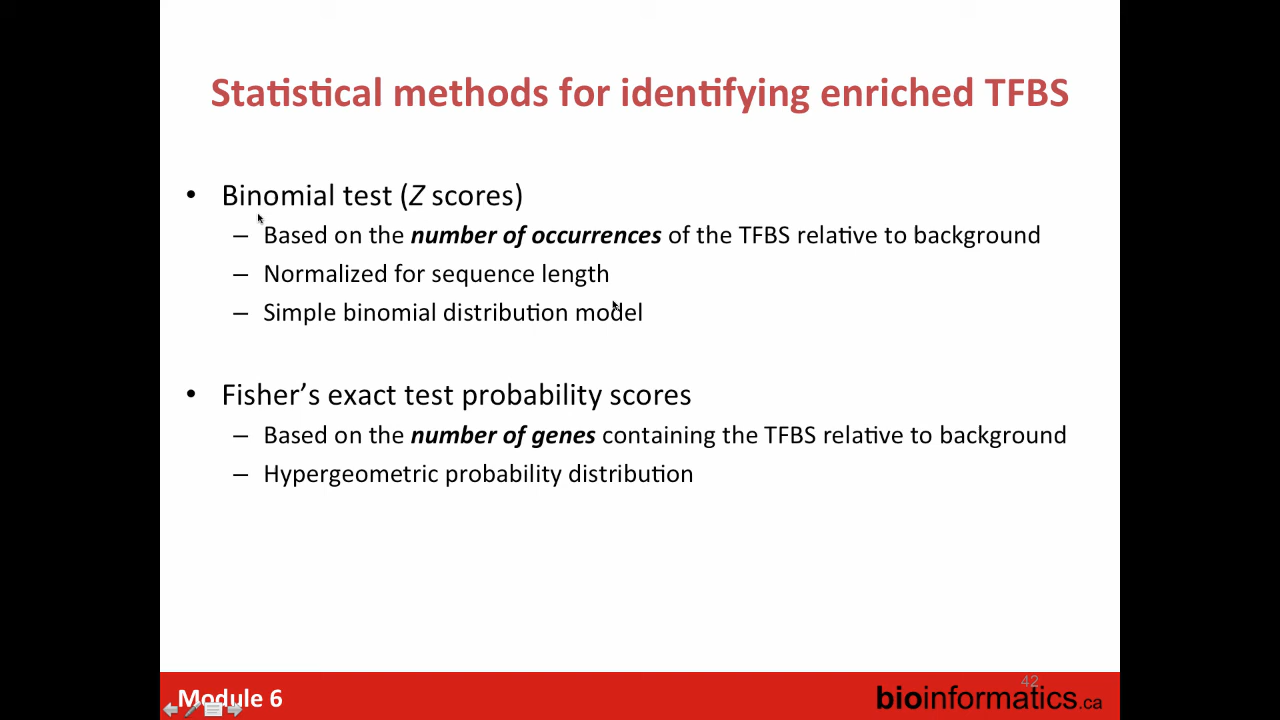 Statistical methods for identifying enriched TFBS
• Binomial test (Z scores)
– Based on the number of occurrences of the TFBS relative to background
– Normalized for sequence length
– Simple binomial distribution model
• Fisher’s exact test probability scores
– Based on the number of genes containing the TFBS relative to background
– Hypergeometric probability distribution
Module 6
42
bioinformatics.ca